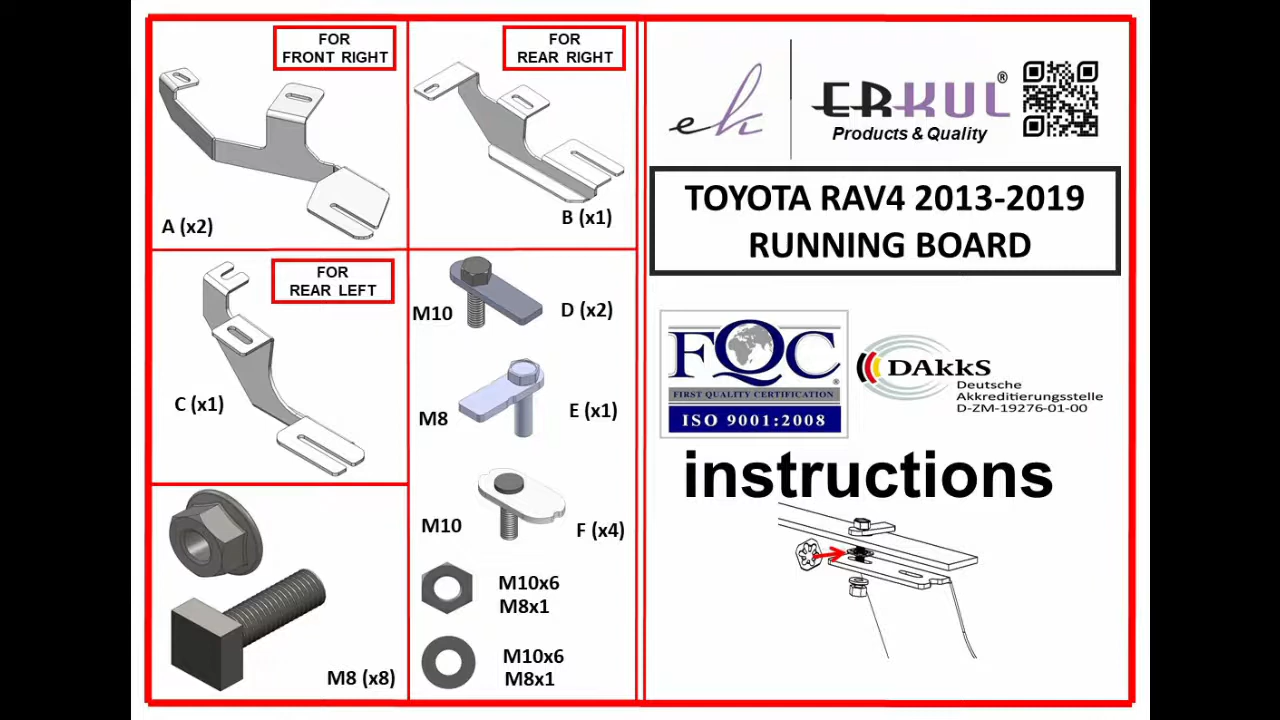 FOR
FRONT RIGHT
A (x2)
FOR
REAR RIGHT
B (x1)
FOR
REAR LEFT
C (x1)
M10
D (x2)
M8
E (x1)
M10
F (x4)
M10x6
M8x1
M10x6
M8x1
M8 (x8)
ek
ERKUL®
Products & Quality
TOYOTA RAV4 2013-2019
RUNNING BOARD
FQC
®
FIRST QUALITY CERTIFICATION
ISO 9001:2008
DAkkS
Deutsche
Akkreditierungsstelle
D-ZM-19276-01-00
instructions